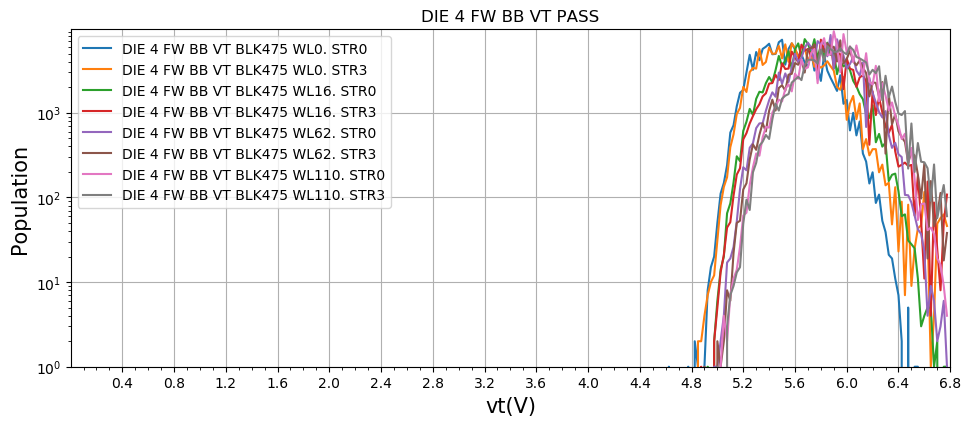 DIE 4 FW BB VT PASS
DIE 4 FW BB VT BLK475 WL0. STR0
DIE 4 FW BB VT BLK475 WL0. STR3
DIE 4 FW BB VT BLK475 WL16. STR0
DIE 4 FW BB VT BLK475 WL16. STR3
DIE 4 FW BB VT BLK475 WL62. STR0
DIE 4 FW BB VT BLK475 WL62. STR3
DIE 4 FW BB VT BLK475 WL110. STR0
DIE 4 FW BB VT BLK475 WL110. STR3
Population
10³
10²
10¹
10⁰
0.4 0.8 1.2 1.6 2.0 2.4 2.8 3.2 3.6 4.0 4.4 4.8 5.2 5.6 6.0 6.4 6.8
vt(V)